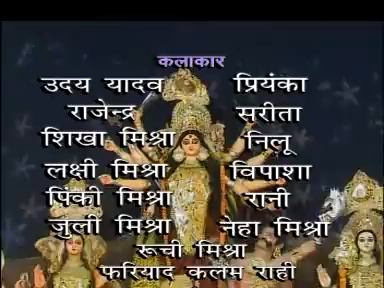 कलाकार
उदय यादव प्रियंका
राजेन्द्र सरीता
शिखा मिश्रा निलू
लक्षी मिश्रा विपाशा
पिंकी मिश्रा रानी
जुली मिश्रा नेहा मिश्रा
रूची मिश्रा
फरियाद कलम राही